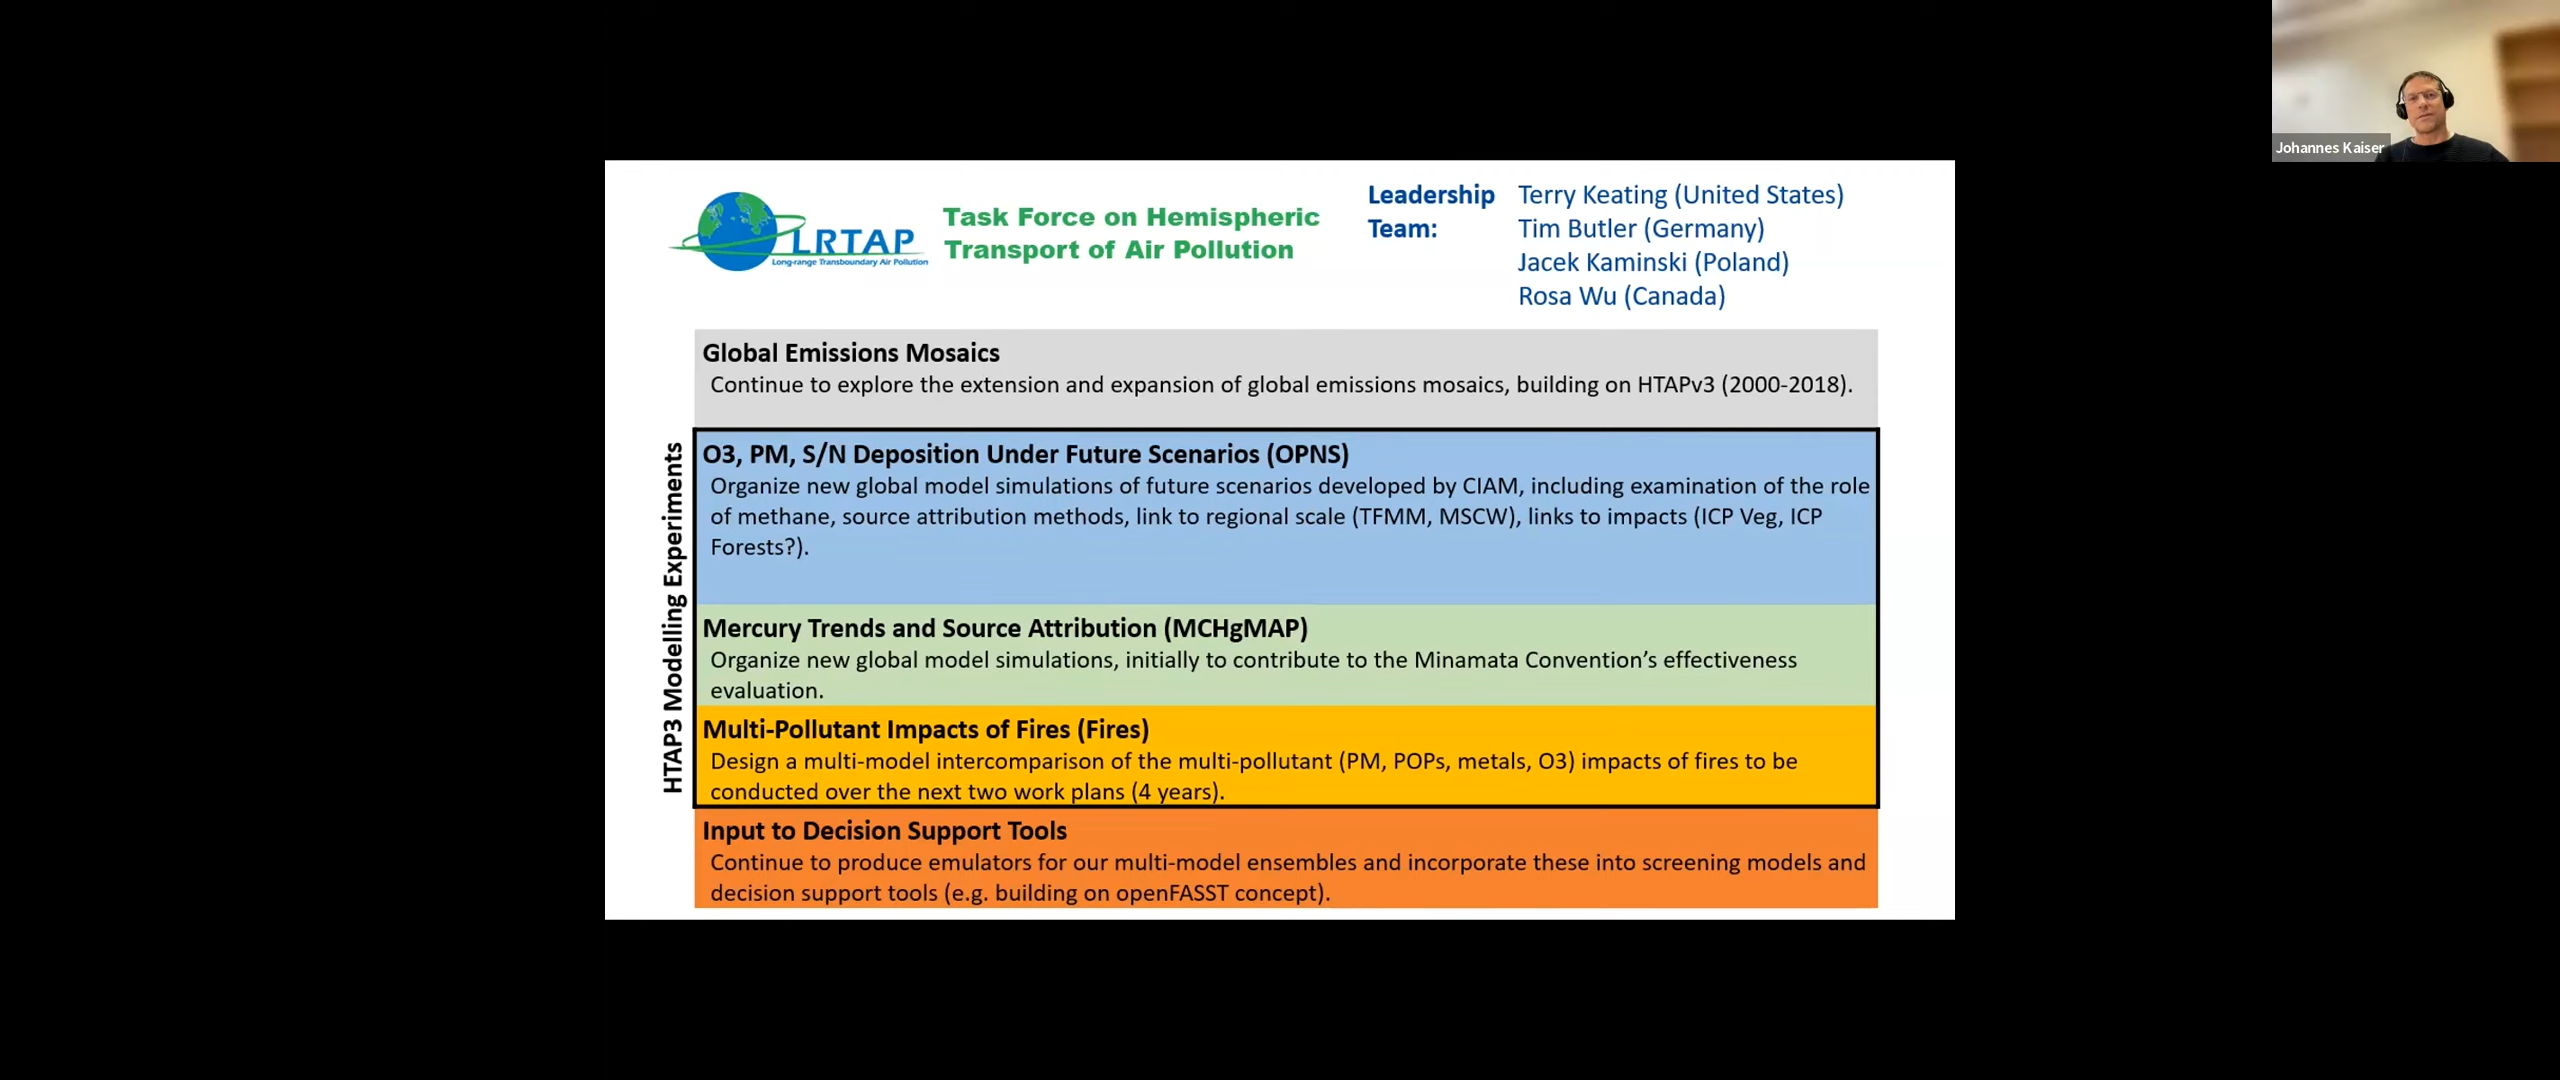 Johannes Kaiser
LRTAP
Long-range Transboundary Air Pollution
Task Force on Hemispheric
Transport of Air Pollution
Leadership Team:
Terry Keating (United States)
Tim Butler (Germany)
Jacek Kaminski (Poland)
Rosa Wu (Canada)
Global Emissions Mosaics
Continue to explore the extension and expansion of global emissions mosaics, building on HTAPv3 (2000-2018).
HTAP3 Modelling Experiments
O3, PM, S/N Deposition Under Future Scenarios (OPNS)
Organize new global model simulations of future scenarios developed by CIAM, including examination of the role
of methane, source attribution methods, link to regional scale (TFMM, MSCW), links to impacts (ICP Veg, ICP
Forests?).
Mercury Trends and Source Attribution (MCHgMAP)
Organize new global model simulations, initially to contribute to the Minamata Convention’s effectiveness
evaluation.
Multi-Pollutant Impacts of Fires (Fires)
Design a multi-model intercomparison of the multi-pollutant (PM, POPs, metals, O3) impacts of fires to be
conducted over the next two work plans (4 years).
Input to Decision Support Tools
Continue to produce emulators for our multi-model ensembles and incorporate these into screening models and
decision support tools (e.g. building on openFASST concept).